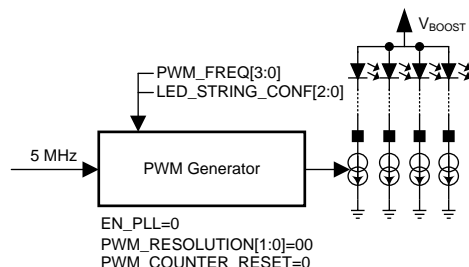 VBOOST
PWM_FREQ[3:0]
LED_STRING_CONF[2:0]
5 MHz
PWM Generator
EN_PLL=0
PWM_RESOLUTION[1:0]=00
PWM_COUNTER_RESET=0